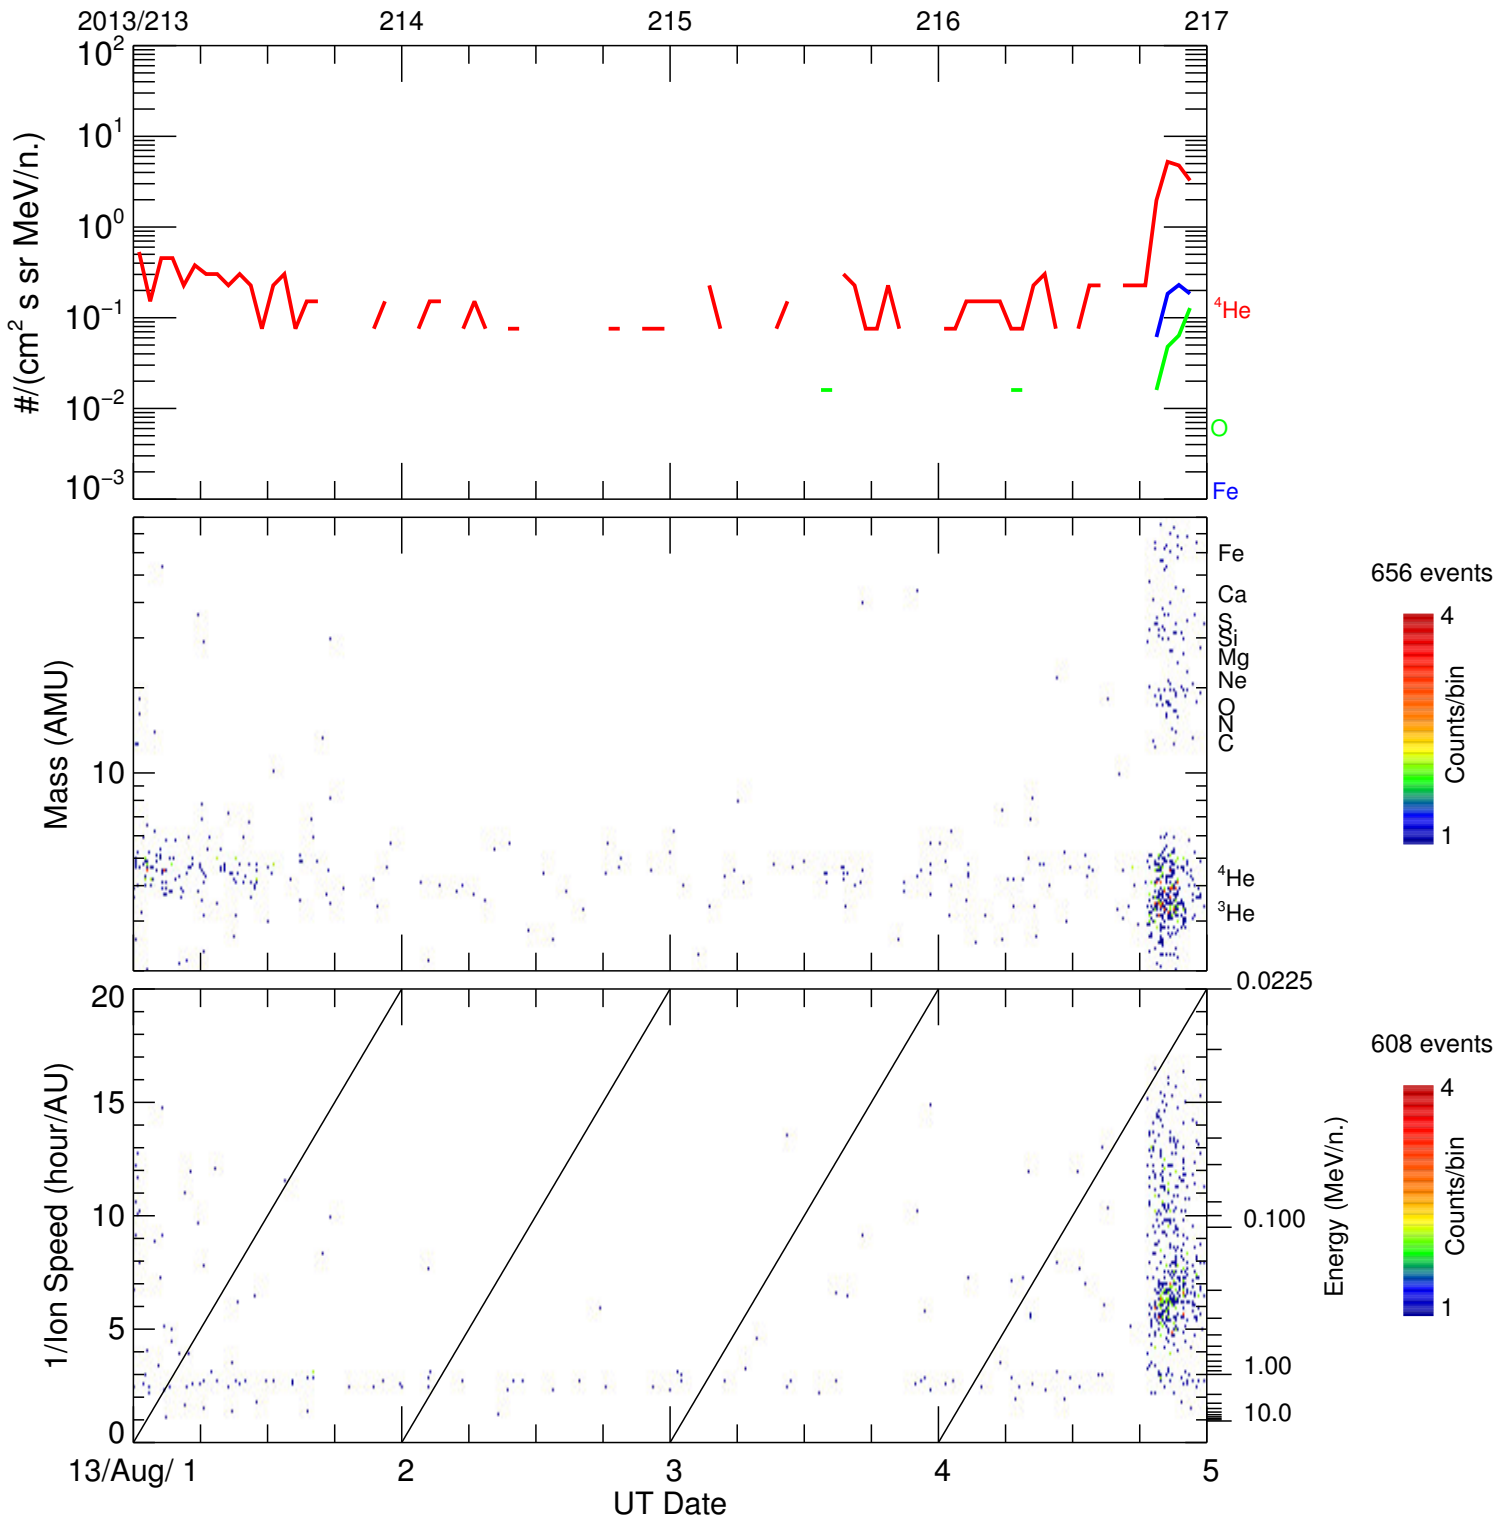 2013/213 214 215 216 217
10²
10¹
10⁰
10⁻¹
10⁻²
10⁻³
#/(cm² s sr MeV/n.)
⁴He
O
Fe
Mass (AMU)
10
Fe
Ca
S
Si
Mg
Ne
O
N
C
⁴He
³He
656 events
4
Counts/bin
1
1/Ion Speed (hour/AU)
20
15
10
5
0
0.0225
0.100
1.00
10.0
Energy (MeV/n.)
608 events
4
Counts/bin
1
13/Aug/ 1 2 3 4 5
UT Date